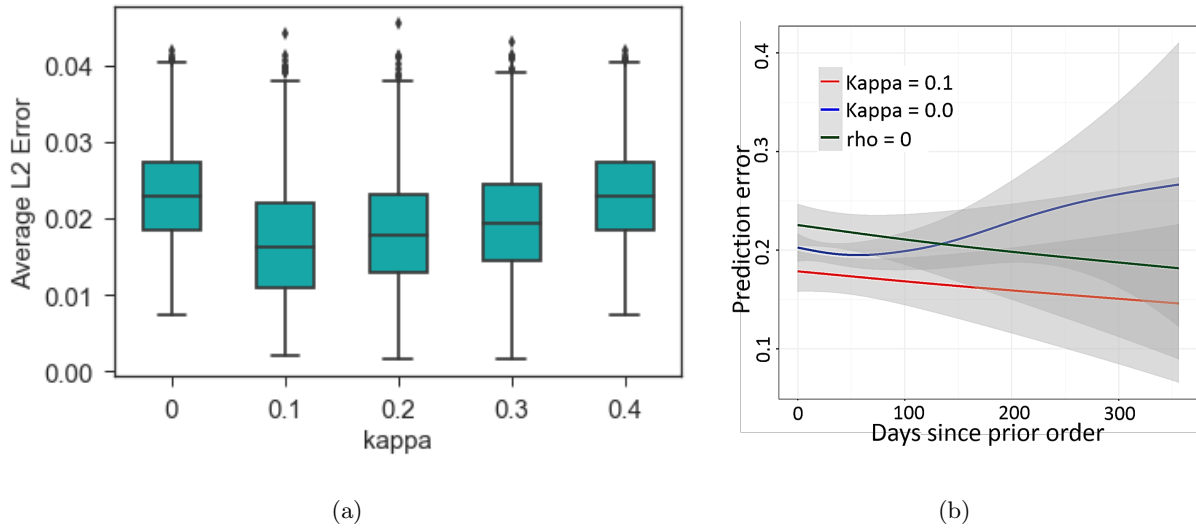 Average L2 Error
0.04
0.03
0.02
0.01
0.00
0
0.1
0.2
0.3
0.4
kappa
(a)
Prediction error
0.4
0.3
0.2
0.1
Kappa = 0.1
Kappa = 0.0
rho = 0
0
100
200
300
Days since prior order
(b)